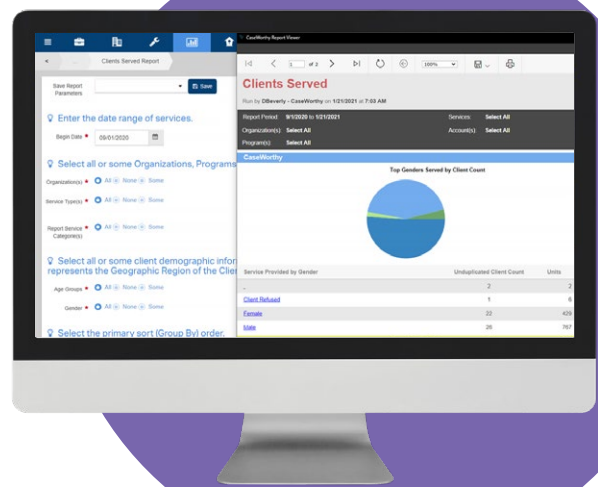 CaseWorthy Report Viewer
Clients Served Report
Save Report Parameters
Save
Enter the date range of services.
Begin Date * 09/01/2020
Select all or some Organizations, Programs
Organization(s) * All None Some
Service Type(s) * All None Some
Report Service Categorie(s) * All None Some
Select all or some client demographic infor
represents the Geographic Region of the Clie
Age Groups * All None Some
Gender * All None Some
Select the primary sort (Group By) order.
1 of 2
100%
Clients Served
Run by DBeverly - CaseWorthy on 1/21/2021 at 7:03 AM
Report Period: 9/1/2020 to 1/21/2021 Services: Select All
Organization(s): Select All Account(s): Select All
Program(s): Select All
CaseWorthy
Top Genders Served by Client Count
Service Provided by Gender Unduplicated Client Count Units
. 2 2
Client Refused 1 6
Female 22 429
Male 26 767